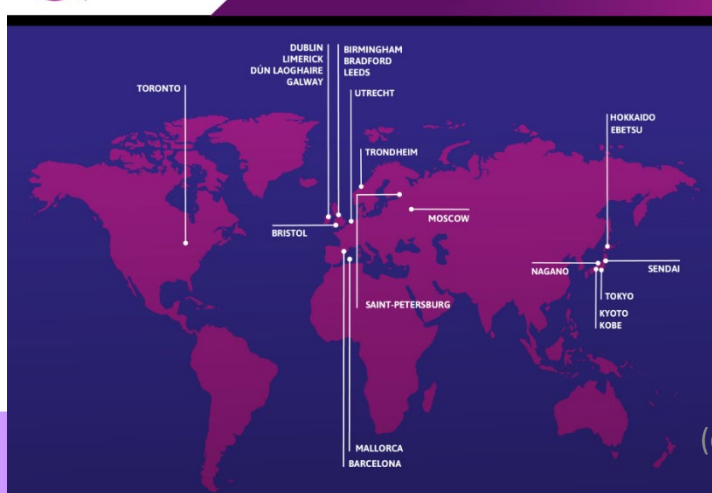 DUBLIN
LIMERICK
DÚN LAOGHAIRE
GALWAY
BIRMINGHAM
BRADFORD
LEEDS
TORONTO
UTRECHT
HOKKAIDO
EBETSU
TRONDHEIM
MOSCOW
BRISTOL
NAGANO
SENDAI
TOKYO
SAINT-PETERSBURG
KYOTO
KOBE
MALLORCA
BARCELONA